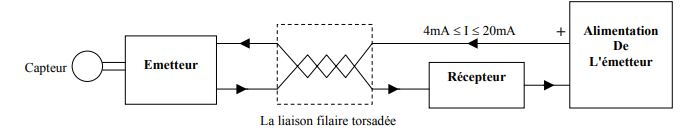 Capteur
Emetteur
4mA ≤ I ≤ 20mA
+
Récepteur
Alimentation
De
L'émetteur
La liaison filaire torsadée